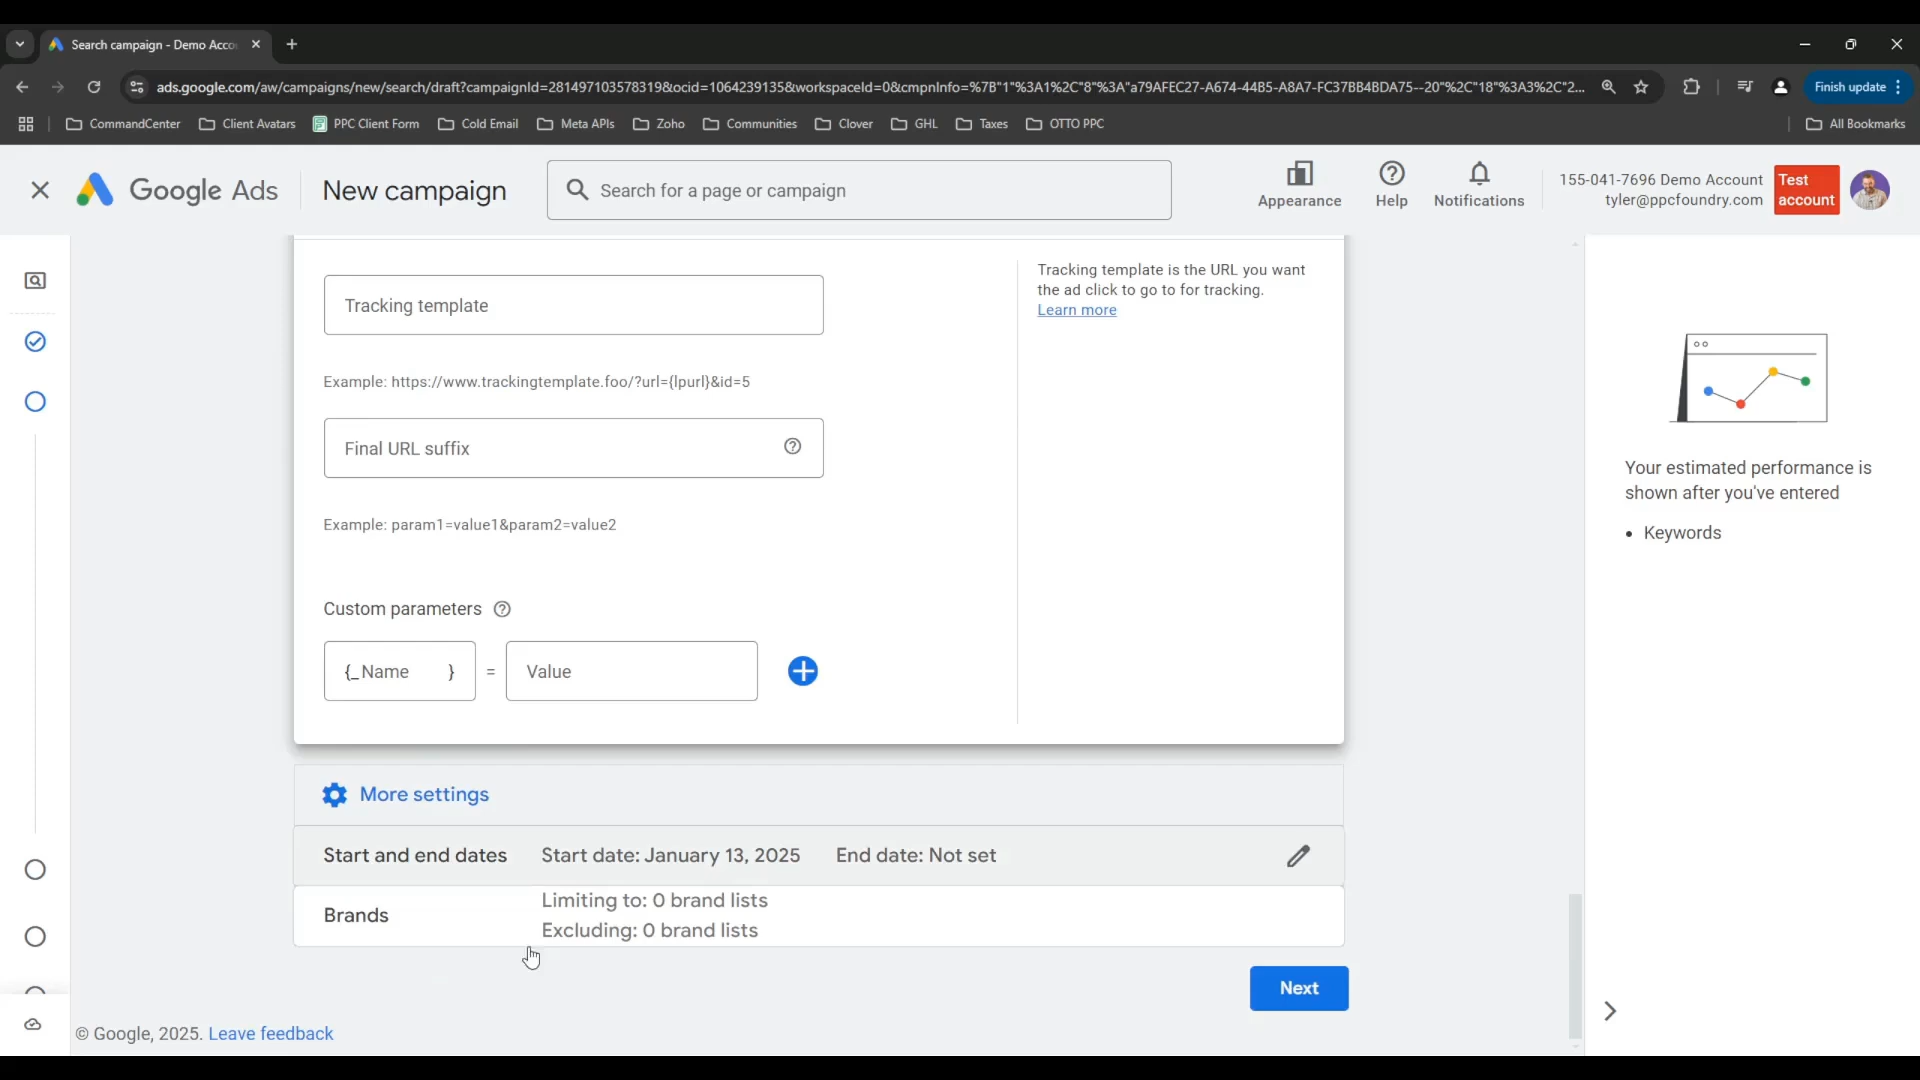 Search campaign - Demo Acco
ads.google.com/aw/campaigns/new/search/draft?campaignId=281497103578319&ocid=1064239135&workspaceId=0&cmpnInfo=%7B"1"%3A1%2C"8"%3A"a79AFEC27-A674-44B5-A8A7-FC37BB4BDA75--20"%2C"18"%3A3%2C"2...
Finish update
CommandCenter
Client Avatars
PPC Client Form
Cold Email
Meta APIs
Zoho
Communities
Clover
GHL
Taxes
OTTO PPC
All Bookmarks
Google Ads
New campaign
Search for a page or campaign
Appearance
Help
Notifications
155-041-7696 Demo Account
tyler@ppcfoundry.com
Test
account
Tracking template
Example: https://www.trackingtemplate.foo/?url={lpurl}&id=5
Final URL suffix
Example: param1=value1&param2=value2
Custom parameters
{_ Name } = Value
Tracking template is the URL you want
the ad click to go to for tracking.
Learn more
More settings
Start and end dates Start date: January 13, 2025 End date: Not set
Brands
Limiting to: 0 brand lists
Excluding: 0 brand lists
Next
© Google, 2025. Leave feedback
Your estimated performance is
shown after you've entered
• Keywords